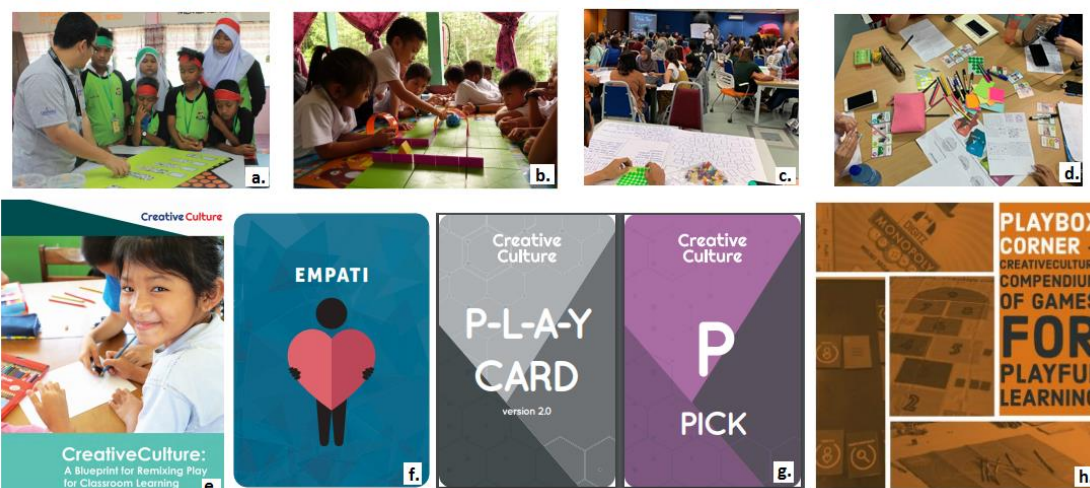 a.
b.
c.
d.
Creative Culture
CreativeCulture:
A Blueprint for Remixing Play
for Classroom Learning
e.
EMPATI
f.
Creative
Culture
P-L-A-Y
CARD
version 2.0
Creative
Culture
P
PICK
g.
MONOPOLY
PLAYBOX
CORNER
CREATIVECULTURE
COMPENDIUM
OF GAMES
FOR
PLAYFUL
LEARNING
h.